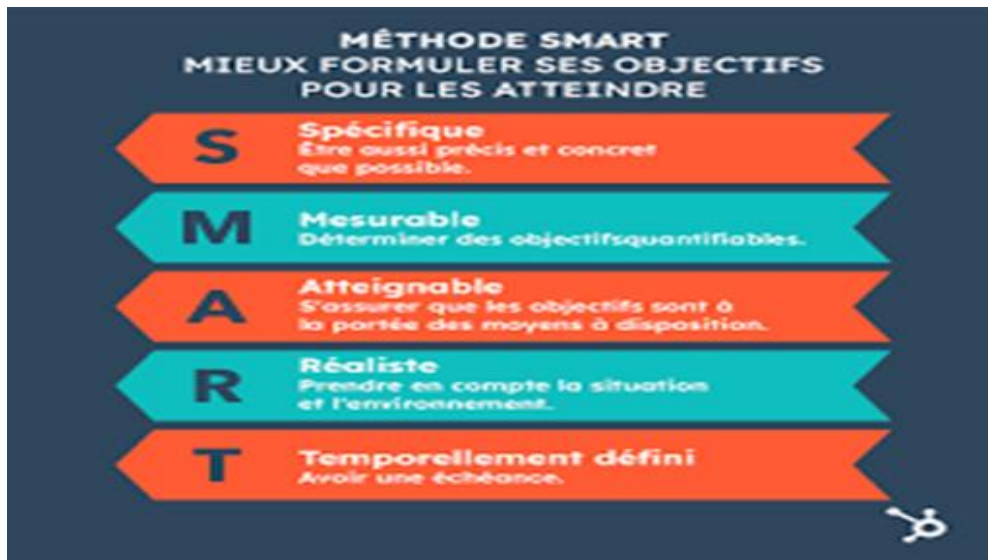 MÉTHODE SMART
MIEUX FORMULER SES OBJECTIFS
POUR LES ATTEINDRE
S
Spécifique
Être aussi précis et concret
que possible.
M
Mesurable
Déterminer des objectifsquantifiables.
A
Atteignable
S'assurer que les objectifs sont à
la portée des moyens à disposition.
R
Réaliste
Prendre en compte la situation
et l'environnement.
T
Temporellement défini
Avoir une échéance.